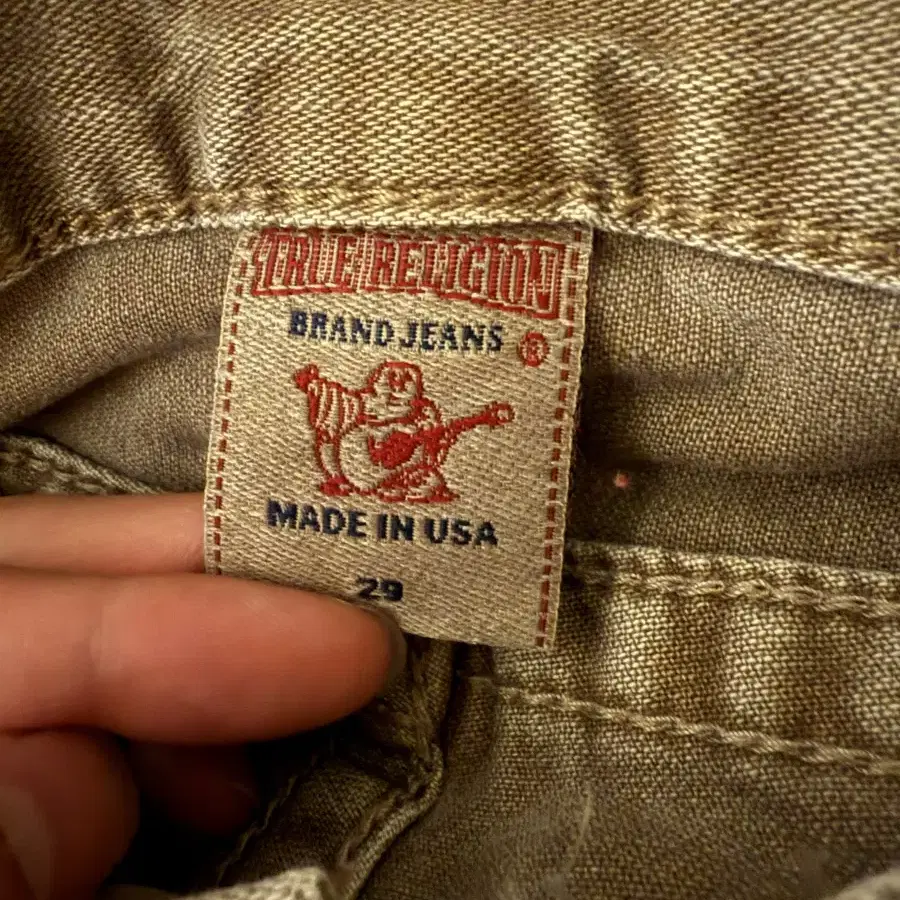 TRUE RELIGION
BRAND JEANS ®
MADE IN USA
29